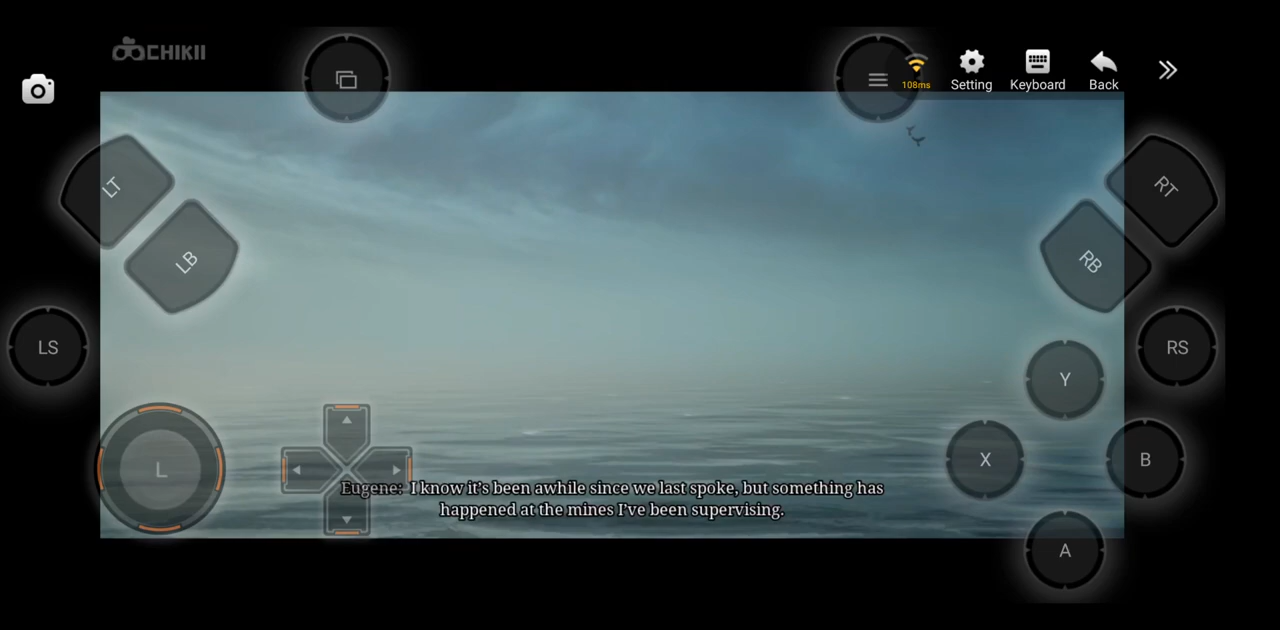 CHIKII
108ms
Setting
Keyboard
Back
LT
RT
LB
RB
LS
RS
Y
L
X
B
Eugene: I know it's been awhile since we last spoke, but something has
happened at the mines I've been supervising.
A